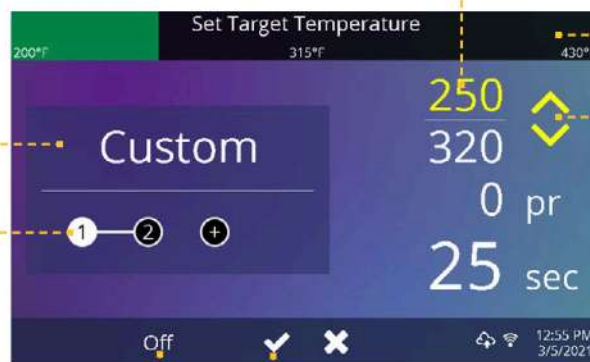 Set Target Temperature
200°F 315°F 430°
250
320
Custom
0 pr
1 2 +
25 sec
Off
12:55 PM
3/5/2021